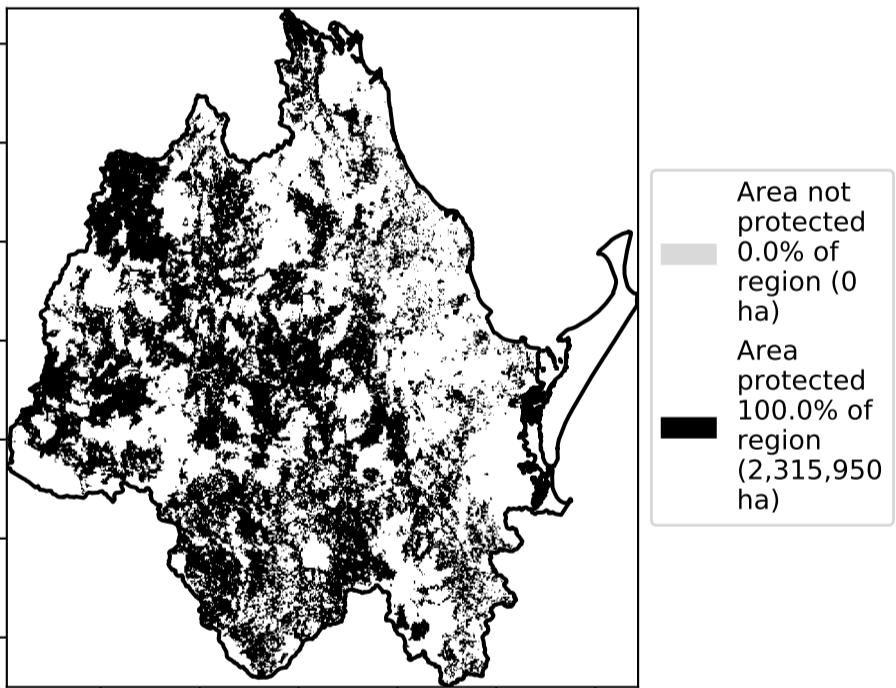 Area not
protected
0.0% of
region (0
ha)
Area
protected
100.0% of
region
(2,315,950
ha)